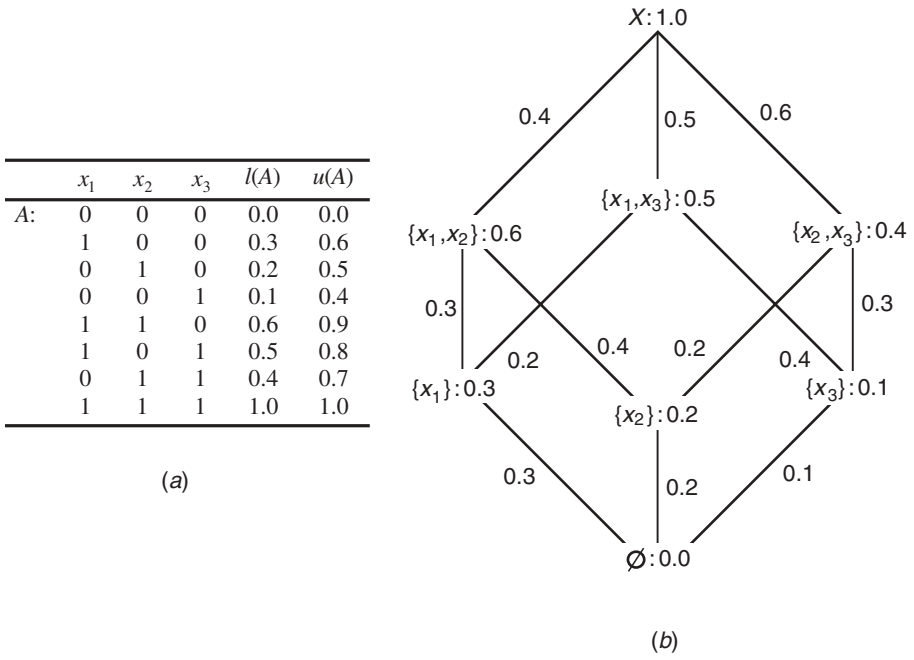 x1 x2 x3 l(A) u(A)
A: 0 0 0 0.0 0.0
1 0 0 0.3 0.6
0 1 0 0.2 0.5
0 0 1 0.1 0.4
1 1 0 0.6 0.9
1 0 1 0.5 0.8
0 1 1 0.4 0.7
1 1 1 1.0 1.0
(a)
X: 1.0
0.4 0.5 0.6
{x1, x2}: 0.6 {x1, x3}: 0.5 {x2, x3}: 0.4
0.3 0.2 0.4 0.2 0.4 0.3
{x1}: 0.3 {x2}: 0.2 {x3}: 0.1
0.3 0.2 0.1
Ø: 0.0
(b)